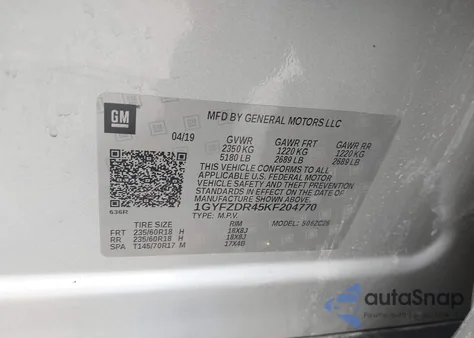 GM
MFD BY GENERAL MOTORS LLC
04/19 GVWR GAWR FRT GAWR RR
2350 KG 1220 KG 1220 KG
5180 LB 2689 LB 2689 LB
THIS VEHICLE CONFORMS TO ALL APPLICABLE
U.S. FEDERAL MOTOR VEHICLE SAFETY
STANDARDS IN EFFECT ON THE DATE OF
MANUFACTURE SHOWN ABOVE.
1GYFZDR45KF204770
636R
TYPE: M.P.V. MODEL:
TIRE SIZE RIM
FRT 235/60R18 H 18X8J
RR 235/60R18 H 18X8J
SPA T145/70R17 M 17X4B
autoSnap